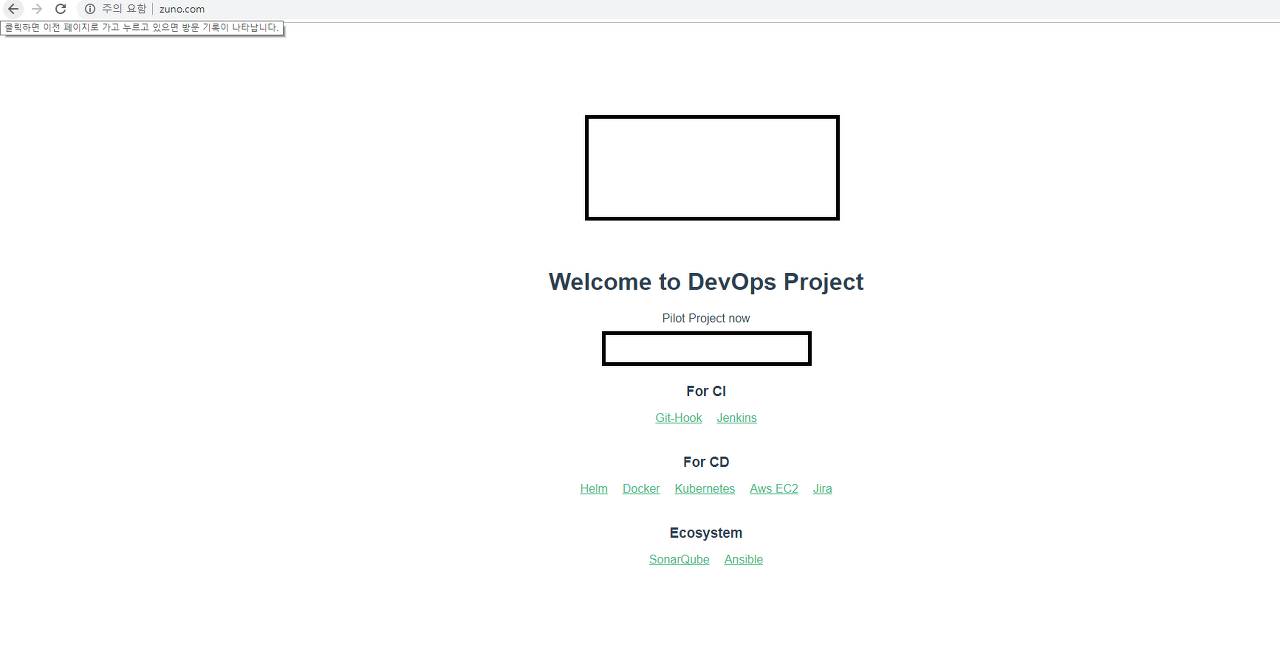 주의 요함 | zuno.com
클릭하면 이전 페이지로 가고 누르고 있으면 방문 기록이 나타납니다.
Welcome to DevOps Project
Pilot Project now
For CI
Git-Hook Jenkins
For CD
Helm Docker Kubernetes Aws EC2 Jira
Ecosystem
SonarQube Ansible